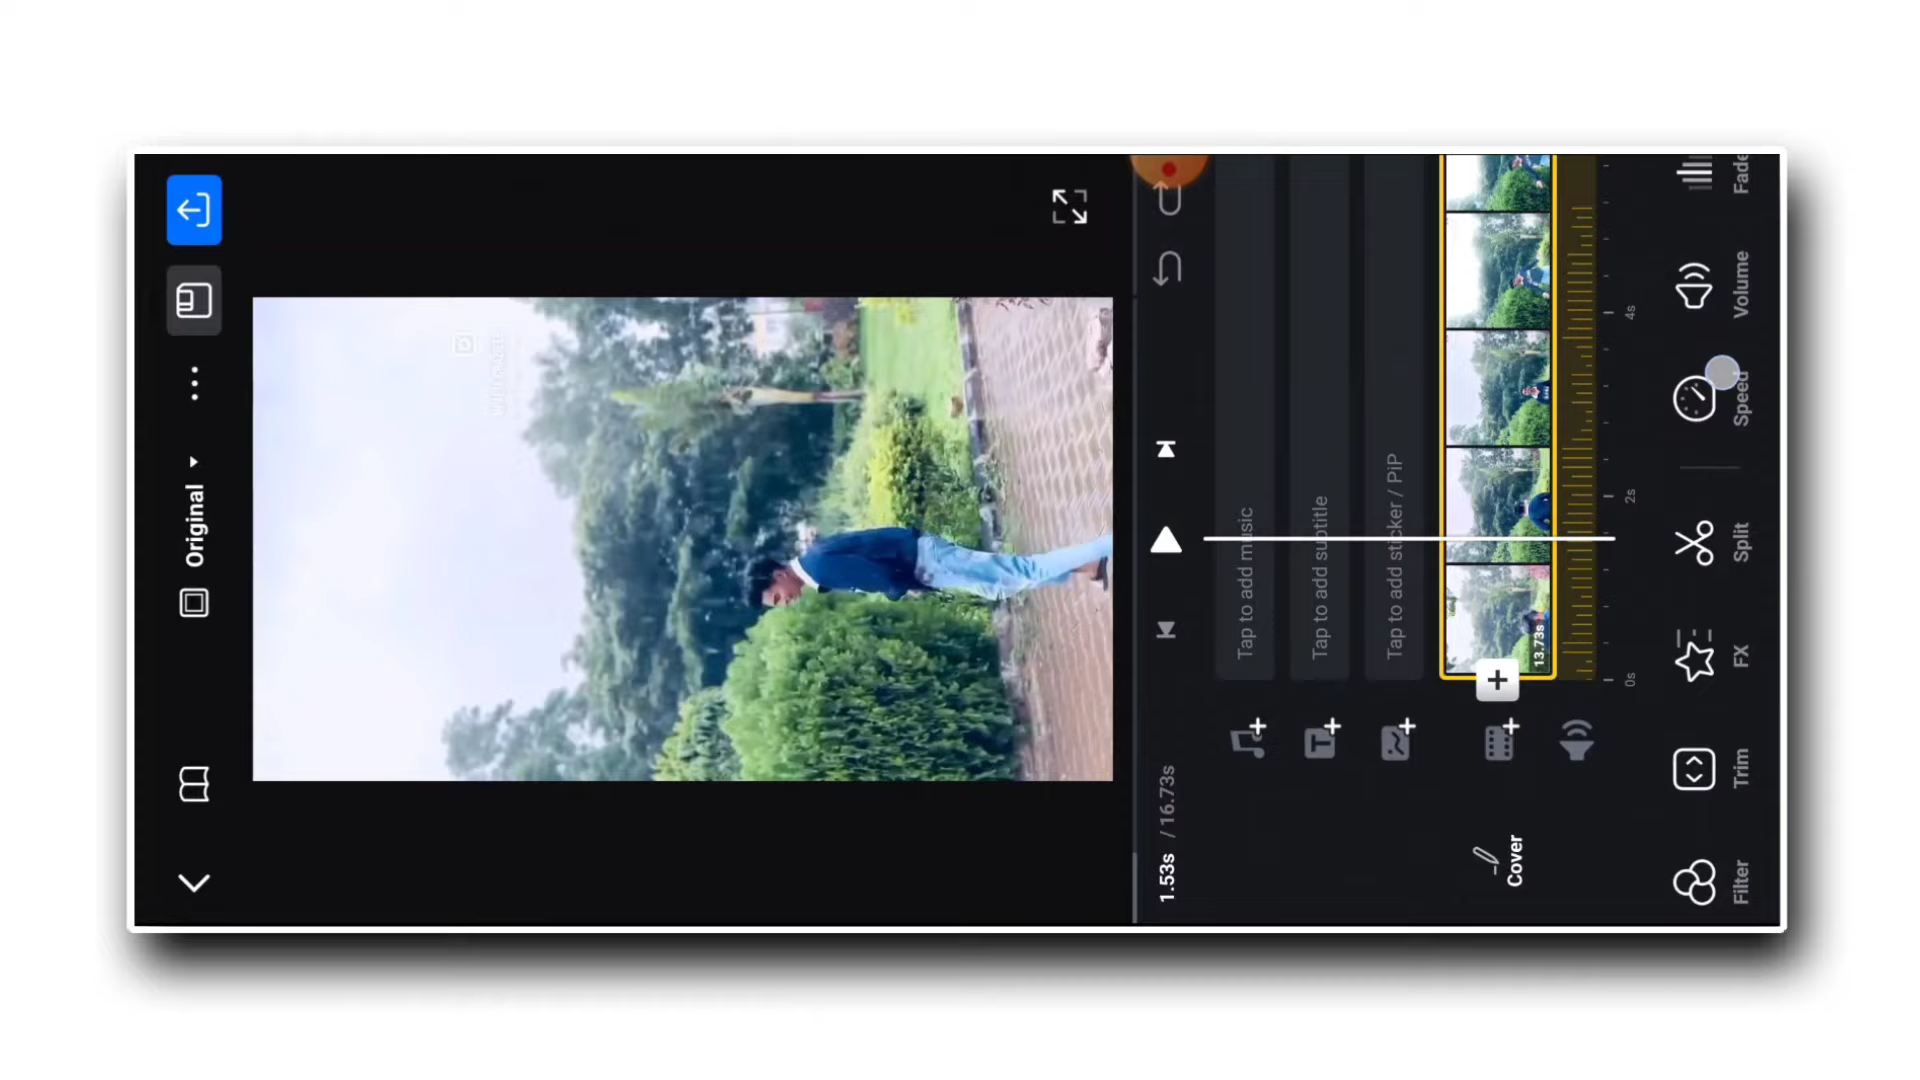 Original
1.53s / 16.73s
Tap to add music
Tap to add subtitle
Tap to add sticker / PiP
Cover
13.73s
0s
2s
4s
Filter
Trim
FX
Split
Speed
Volume
Fade